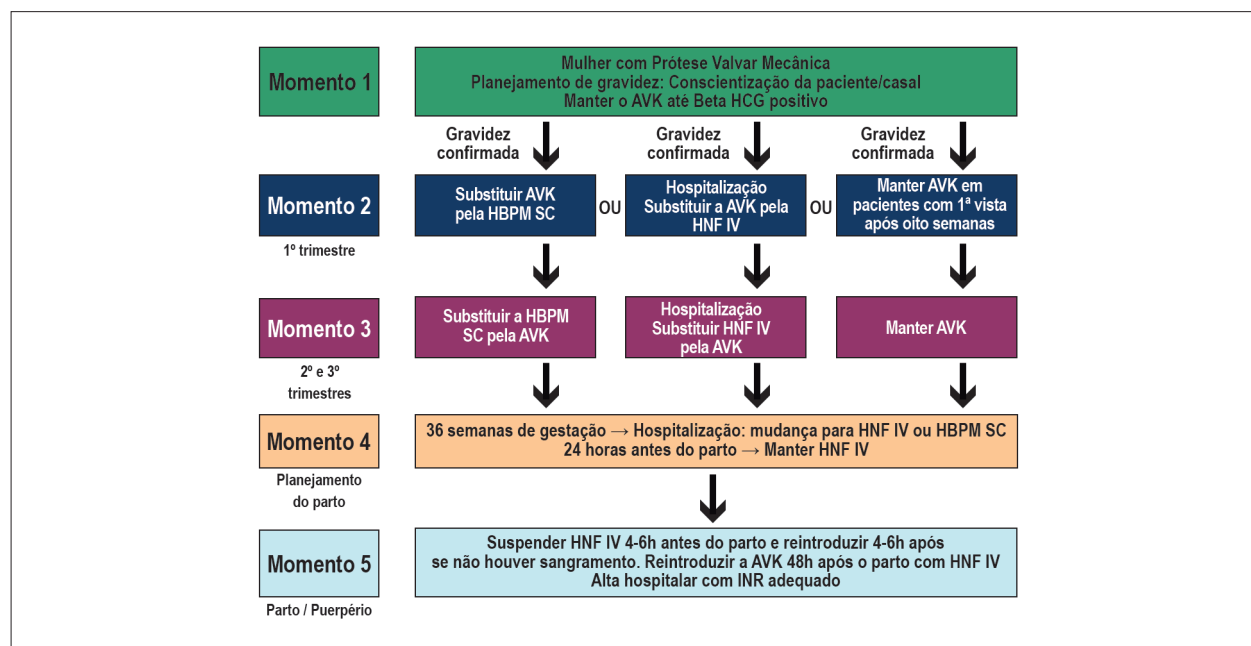 Momento 1
Mulher com Prótese Valvar Mecânica
Planejamento de gravidez: Conscientização da paciente/casal
Manter o AVK até Beta HCG positivo
Gravidez
confirmada
Gravidez
confirmada
Gravidez
confirmada
Momento 2
1º trimestre
Substituir AVK
pela HBPM SC
OU
Hospitalização
Substituir a AVK pela
HNF IV
OU
Manter AVK em
pacientes com 1ª vista
após oito semanas
Momento 3
2º e 3º
trimestres
Substituir a HBPM
SC pela AVK
Hospitalização
Substituir HNF IV
pela AVK
Manter AVK
Momento 4
Planejamento
do parto
36 semanas de gestação → Hospitalização: mudança para HNF IV ou HBPM SC
24 horas antes do parto → Manter HNF IV
Momento 5
Parto / Puerpério
Suspender HNF IV 4-6h antes do parto e reintroduzir 4-6h após
se não houver sangramento. Reintroduzir a AVK 48h após o parto com HNF IV
Alta hospitalar com INR adequado